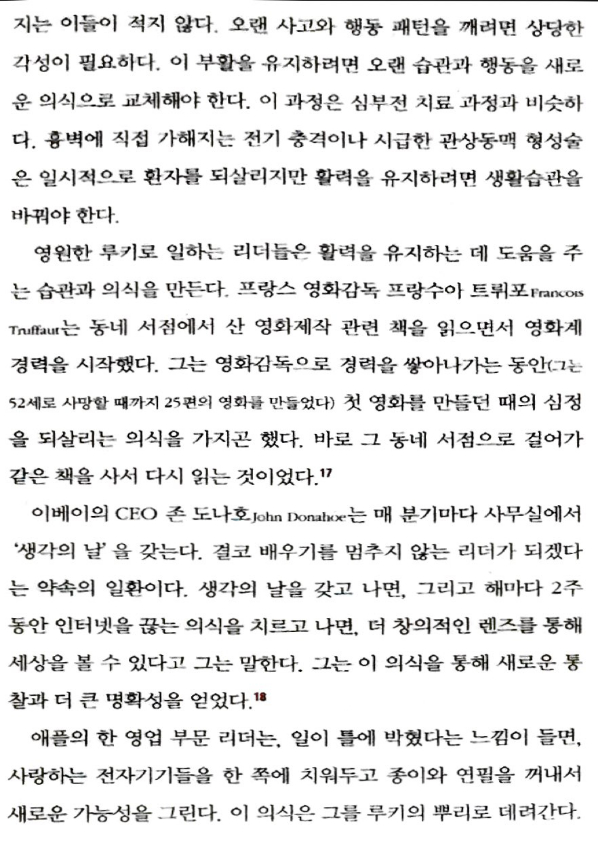 지는 이들이 적지 않다. 오랜 사고와 행동 패턴을 깨려면 상당한
각성이 필요하다. 이 부활을 유지하려면 오랜 습관과 행동을 새로
운 의식으로 교체해야 한다. 이 과정은 심부전 치료 과정과 비슷하
다. 흉벽에 직접 가해지는 전기 충격이나 시급한 관상동맥 형성술
은 일시적으로 환자를 되살리지만 활력을 유지하려면 생활습관을
바꿔야 한다.
영원한 루키로 일하는 리더들은 활력을 유지하는 데 도움을 주
는 습관과 의식을 만든다. 프랑스 영화감독 프랑수아 트뤼포Francois
Truffaut는 동네 서점에서 산 영화제작 관련 책을 읽으면서 영화계
경력을 시작했다. 그는 영화감독으로 경력을 쌓아나가는 동안(그는
52세로 사망할 때까지 25편의 영화를 만들었다) 첫 영화를 만들던 때의 심정
을 되살리는 의식을 가지곤 했다. 바로 그 동네 서점으로 걸어가
같은 책을 사서 다시 읽는 것이었다.17
이베이의 CEO 존 도나호John Donahoe는 매 분기마다 사무실에서
‘생각의 날’을 갖는다. 결코 배우기를 멈추지 않는 리더가 되겠다
는 약속의 일환이다. 생각의 날을 갖고 나면, 그리고 해마다 2주
동안 인터넷을 끊는 의식을 치르고 나면, 더 창의적인 렌즈를 통해
세상을 볼 수 있다고 그는 말한다. 그는 이 의식을 통해 새로운 통
찰과 더 큰 명확성을 얻었다.18
애플의 한 영업 부문 리더는, 일이 틀에 박혔다는 느낌이 들면,
사랑하는 전자기기들을 한 쪽에 치워두고 종이와 연필을 꺼내서
새로운 가능성을 그린다. 이 의식은 그를 루키의 뿌리로 데려간다.